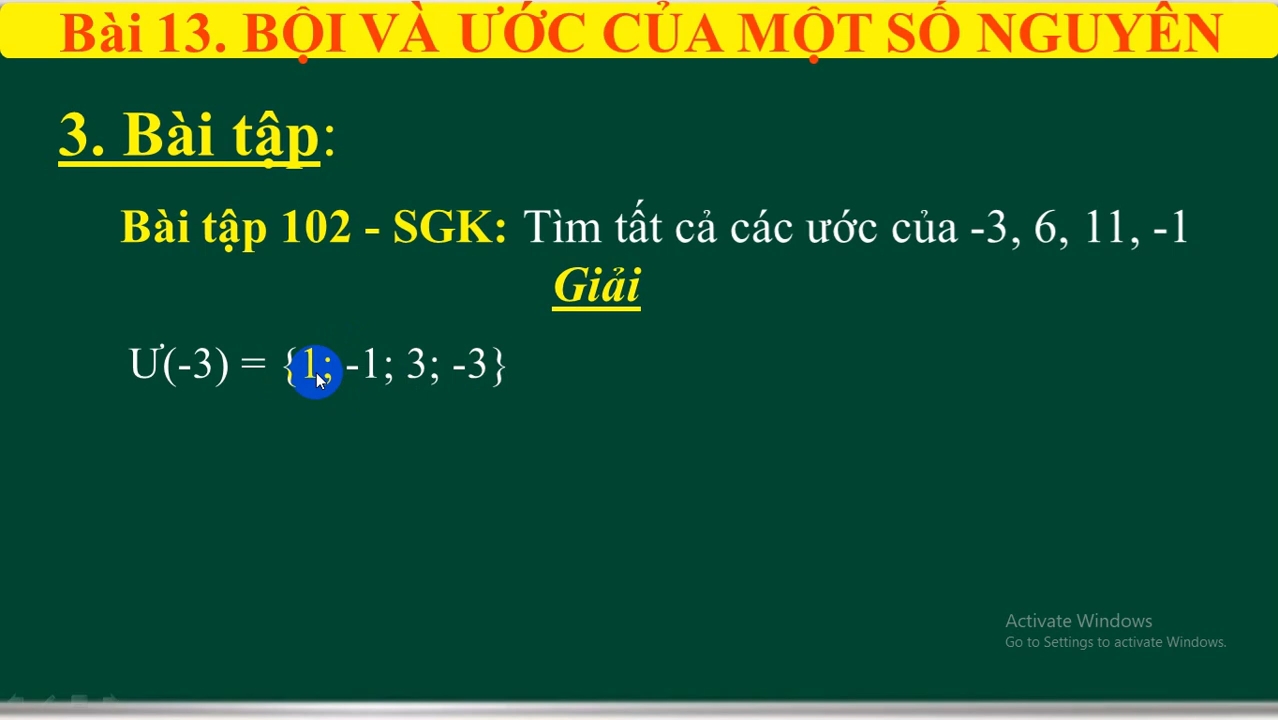 Bài 13. BỘI VÀ ƯỚC CỦA MỘT SỐ NGUYÊN
3. Bài tập:
Bài tập 102 - SGK: Tìm tất cả các ước của -3, 6, 11, -1
Giải
Ư(-3) = {1; -1; 3; -3}
Activate Windows
Go to Settings to activate Windows.